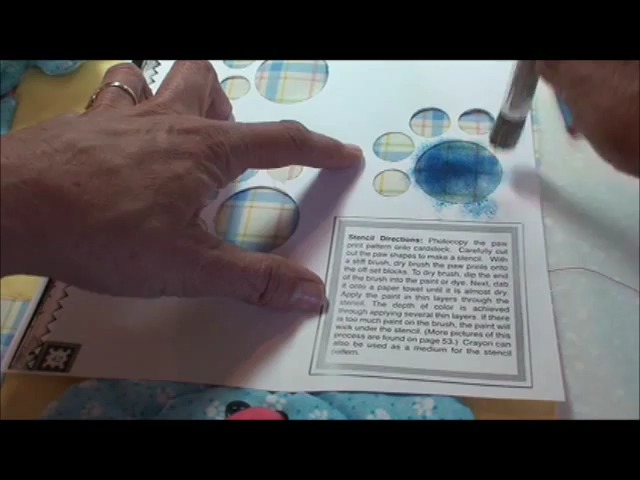 Stencil Directions: Photocopy the paw
print pattern onto cardstock. Carefully cut
out the paw shapes to make a stencil. With
a stiff brush, dry brush the paw prints onto
the off-set blocks. To dry brush, dip the end
of the brush into the paint or dye. Next, dab
it onto a paper towel until it is almost dry.
Apply the paint in thin layers through the
stencil. The depth of color is achieved
through applying several thin layers. If there
is too much paint on the brush, the paint will
wick under the stencil. (More pictures of this
process are found on page 53.) Crayon can
also be used as a medium for the stencil
pattern.